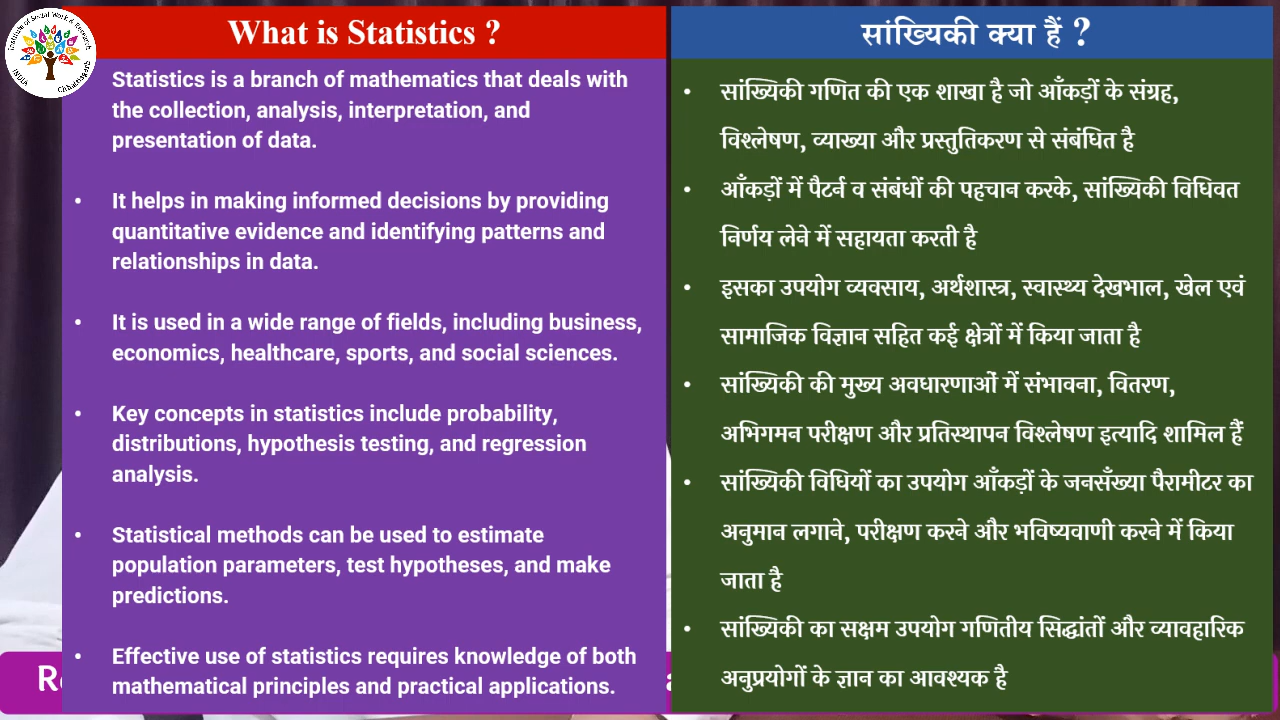 Institute of Social Work & Research
INDIA
Chhattisgarh
What is Statistics ?
Statistics is a branch of mathematics that deals with
the collection, analysis, interpretation, and
presentation of data.
• It helps in making informed decisions by providing
quantitative evidence and identifying patterns and
relationships in data.
• It is used in a wide range of fields, including business,
economics, healthcare, sports, and social sciences.
• Key concepts in statistics include probability,
distributions, hypothesis testing, and regression
analysis.
• Statistical methods can be used to estimate
population parameters, test hypotheses, and make
predictions.
• Effective use of statistics requires knowledge of both
mathematical principles and practical applications.
सांख्यिकी क्या हैं ?
• सांख्यिकी गणित की एक शाखा है जो आँकड़ों के संग्रह,
विश्लेषण, व्याख्या और प्रस्तुतिकरण से संबंधित है
• आँकड़ों में पैटर्न व संबंधों की पहचान करके, सांख्यिकी विधिवत
निर्णय लेने में सहायता करती है
• इसका उपयोग व्यवसाय, अर्थशास्त्र, स्वास्थ्य देखभाल, खेल एवं
सामाजिक विज्ञान सहित कई क्षेत्रों में किया जाता है
• सांख्यिकी की मुख्य अवधारणाओं में संभावना, वितरण,
अभिगमन परीक्षण और प्रतिस्थापन विश्लेषण इत्यादि शामिल हैं
• सांख्यिकी विधियों का उपयोग आँकड़ों के जनसँख्या पैरामीटर का
अनुमान लगाने, परीक्षण करने और भविष्यवाणी करने में किया
जाता है
• सांख्यिकी का सक्षम उपयोग गणितीय सिद्धांतों और व्यावहारिक
अनुप्रयोगों के ज्ञान का आवश्यक है